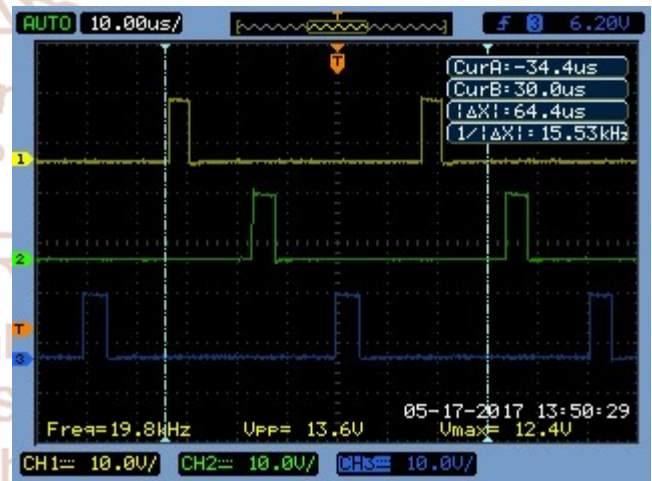 AUTO 10.00us/ 3 6.20V
T
CurA:-34.4us
CurB:30.0us
|ΔX|:64.4us
1/|ΔX|:15.53kHz
1
2
T
3
05-17-2017 13:50:29
Freq=19.8kHz VPP= 13.6V Vmax= 12.4V
CH1 10.0V/ CH2 10.0V/ CH3 10.0V/